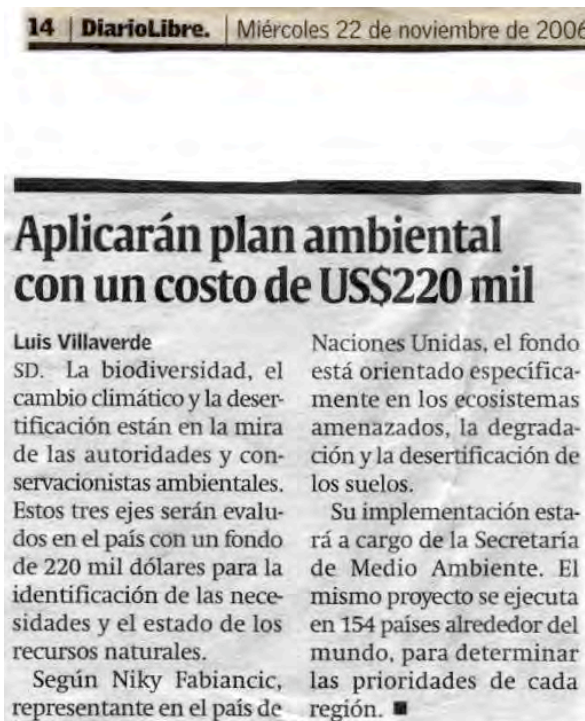 14 | DiarioLibre. | Miércoles 22 de noviembre de 2006
Aplicarán plan ambiental
con un costo de US$220 mil
Luis Villaverde
SD. La biodiversidad, el
cambio climático y la deser-
tificación están en la mira
de las autoridades y con-
servacionistas ambientales.
Estos tres ejes serán evalu-
dos en el país con un fondo
de 220 mil dólares para la
identificación de las nece-
sidades y el estado de los
recursos naturales.
Según Niky Fabiancic,
representante en el país de
Naciones Unidas, el fondo
está orientado específica-
mente en los ecosistemas
amenazados, la degrada-
ción y la desertificación de
los suelos.
Su implementación esta-
rá a cargo de la Secretaría
de Medio Ambiente. El
mismo proyecto se ejecuta
en 154 países alrededor del
mundo, para determinar
las prioridades de cada
región. ■